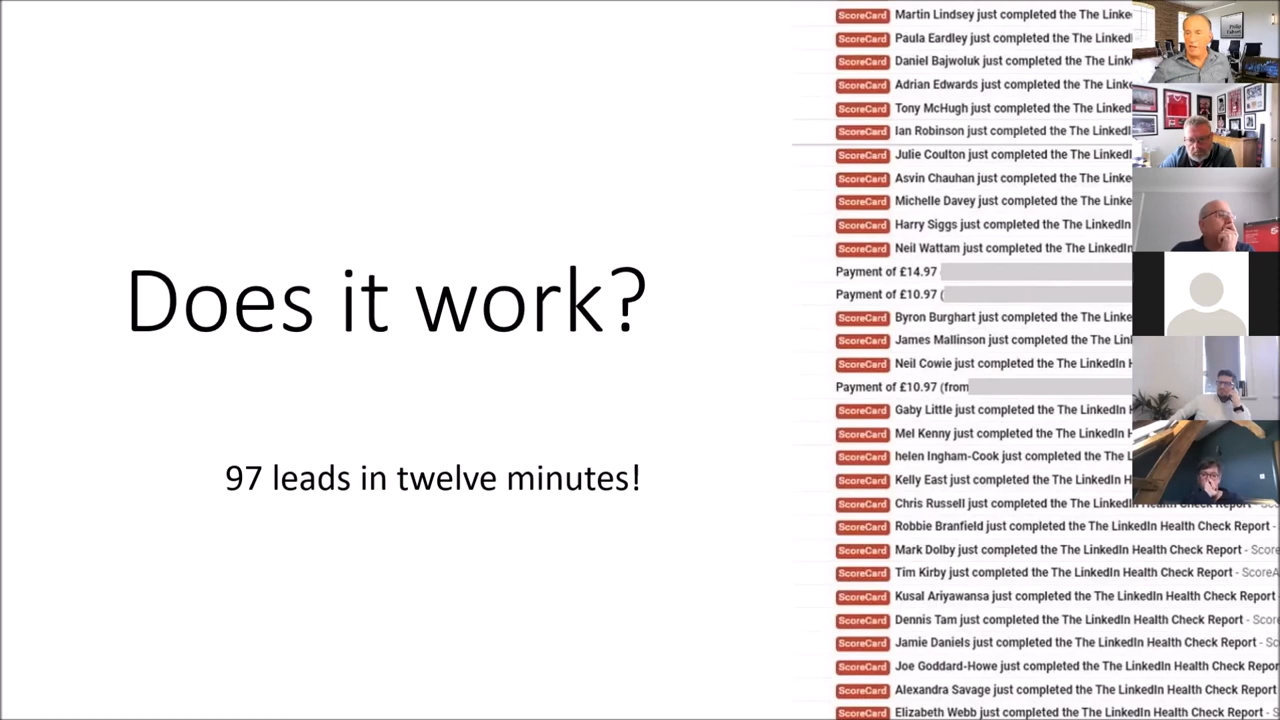 Does it work?
97 leads in twelve minutes!
ScoreCard Martin Lindsey just completed the The Linke
ScoreCard Paula Eardley just completed the The Linked
ScoreCard Daniel Bajwoluk just completed the The Link
ScoreCard Adrian Edwards just completed the The Linke
ScoreCard Tony McHugh just completed the The Linked
ScoreCard Ian Robinson just completed the The LinkedI
ScoreCard Julie Coulton just completed the The LinkedI
ScoreCard Asvin Chauhan just completed the The Linke
ScoreCard Michelle Davey just completed the The Linke
ScoreCard Harry Siggs just completed the The LinkedIn
ScoreCard Neil Wattam just completed the The LinkedIn
Payment of £14.97
Payment of £10.97 (
ScoreCard Byron Burghart just completed the The Linke
ScoreCard James Mallinson just completed the The Lin
ScoreCard Neil Cowie just completed the The LinkedIn H
Payment of £10.97 (from
ScoreCard Gaby Little just completed the The LinkedIn H
ScoreCard Mel Kenny just completed the The LinkedIn H
ScoreCard helen Ingham-Cook just completed the The L
ScoreCard Kelly East just completed the The LinkedIn H
ScoreCard Chris Russell just completed the The LinkedIn Health Check Report
ScoreCard Robbie Branfield just completed the The LinkedIn Health Check Report -
ScoreCard Mark Dolby just completed the The LinkedIn Health Check Report - Score
ScoreCard Tim Kirby just completed the The LinkedIn Health Check Report - ScoreA
ScoreCard Kusal Ariyawansa just completed the The LinkedIn Health Check Report
ScoreCard Dennis Tam just completed the The LinkedIn Health Check Report - Scor
ScoreCard Jamie Daniels just completed the The LinkedIn Health Check Report - Sc
ScoreCard Joe Goddard-Howe just completed the The LinkedIn Health Check Repo
ScoreCard Alexandra Savage just completed the The LinkedIn Health Check Report
ScoreCard Elizabeth Webb just completed the The LinkedIn Health Check Report - S